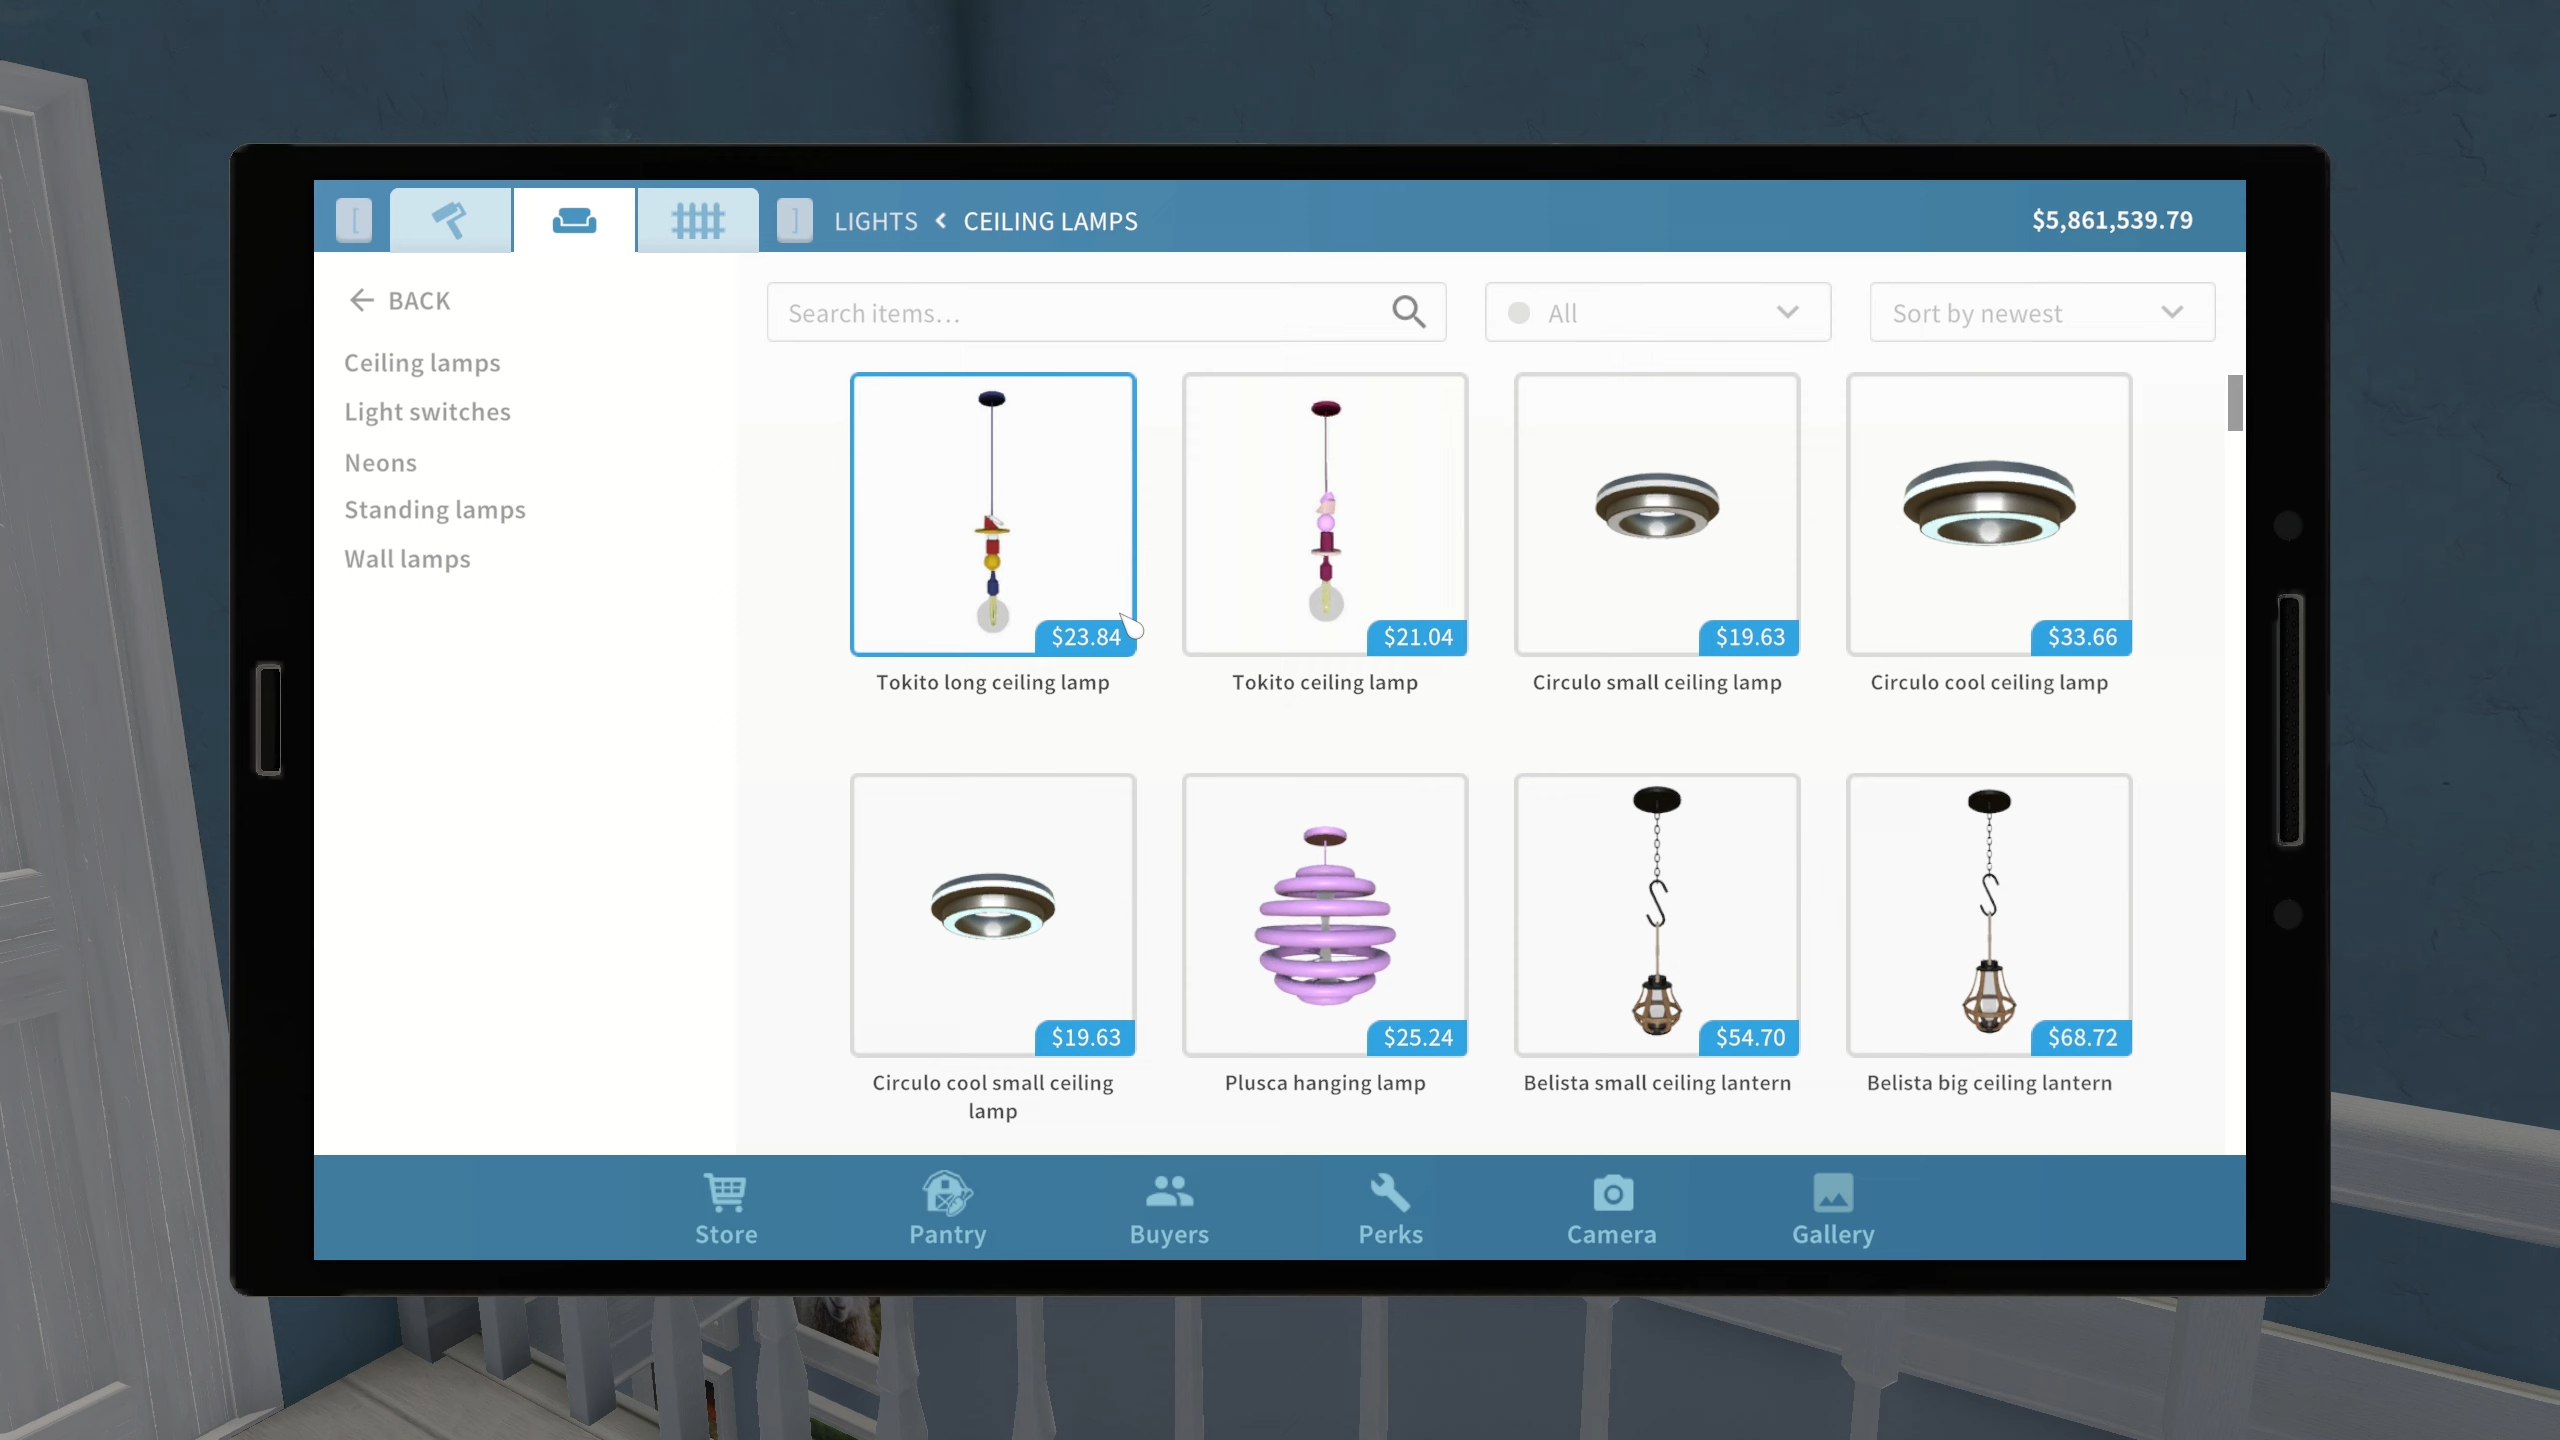 [
]
LIGHTS < CEILING LAMPS
$5,861,539.79
BACK
Ceiling lamps
Light switches
Neons
Standing lamps
Wall lamps
Search items...
All
Sort by newest
$23.84
Tokito long ceiling lamp
$21.04
Tokito ceiling lamp
$19.63
Circulo small ceiling lamp
$33.66
Circulo cool ceiling lamp
$19.63
Circulo cool small ceiling
lamp
$25.24
Plusca hanging lamp
$54.70
Belista small ceiling lantern
$68.72
Belista big ceiling lantern
Store
Pantry
Buyers
Perks
Camera
Gallery